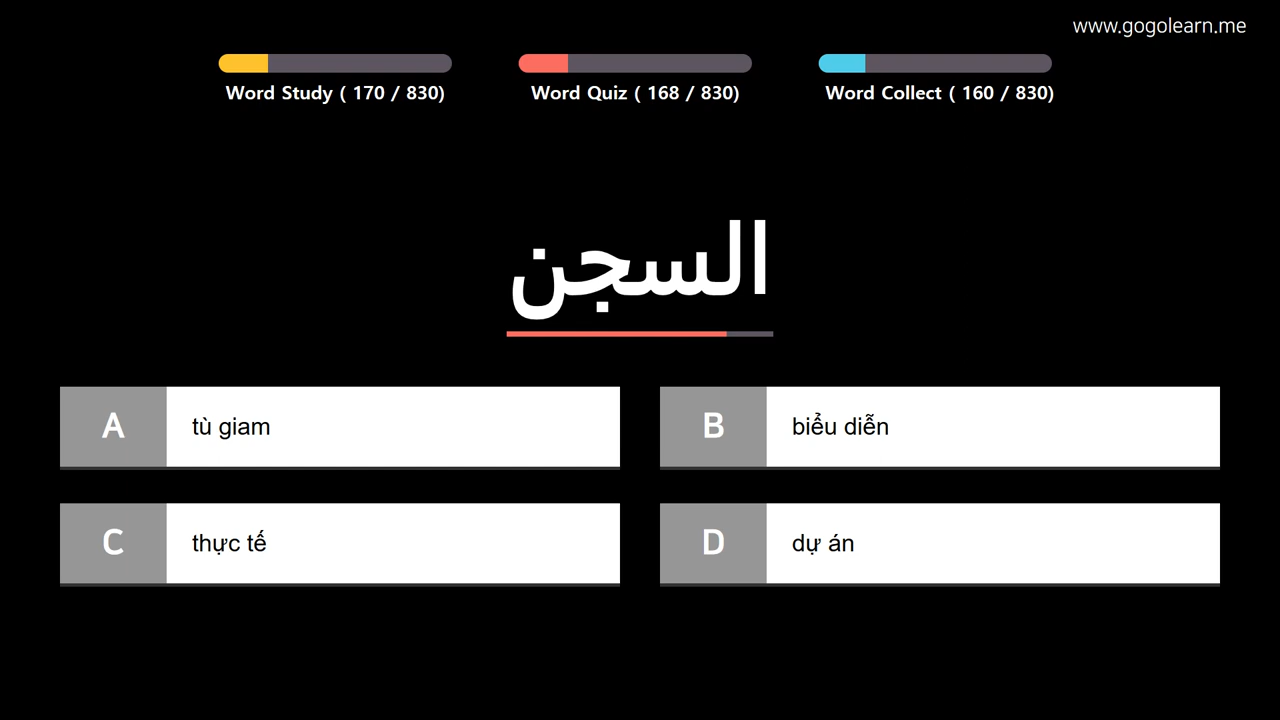 www.gogolearn.me
Word Study ( 170 / 830)
Word Quiz ( 168 / 830)
Word Collect ( 160 / 830)
السجن
A
tù giam
B
biểu diễn
C
thực tế
D
dự án